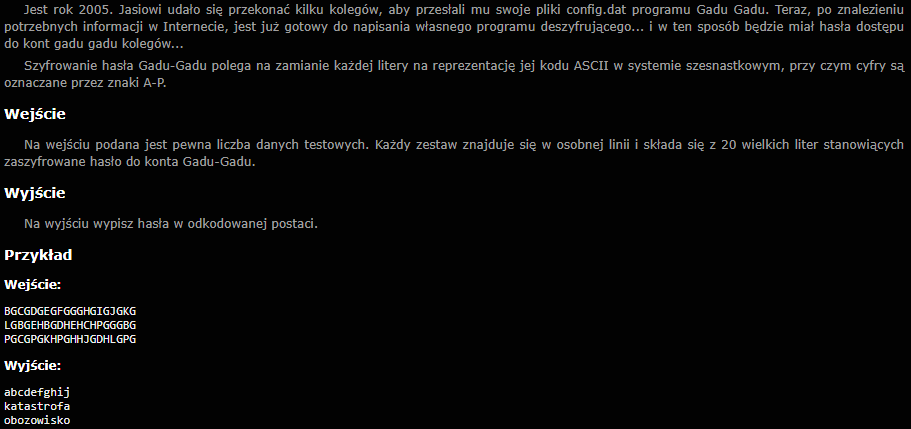 Jest rok 2005. Jasiowi udało się przekonać kilku kolegów, aby przesłali mu swoje pliki config.dat programu Gadu Gadu. Teraz, po znalezieniu
potrzebnych informacji w Internecie, jest już gotowy do napisania własnego programu deszyfrującego... i w ten sposób będzie miał hasła dostępu
do kont gadu gadu kolegów...
Szyfrowanie hasła Gadu-Gadu polega na zamianie każdej litery na reprezentację jej kodu ASCII w systemie szesnastkowym, przy czym cyfry są
oznaczane przez znaki A-P.
Wejście
Na wejściu podana jest pewna liczba danych testowych. Każdy zestaw znajduje się w osobnej linii i składa się z 20 wielkich liter stanowiących
zaszyfrowane hasło do konta Gadu-Gadu.
Wyjście
Na wyjściu wypisz hasła w odkodowanej postaci.
Przykład
Wejście:
BGCGDGEGFGGGHGIGJGKG
LGBGEHBGDHEHCHPGGGBG
PGCGPGKHPGHHJGDHLGPG
Wyjście:
abcdefghij
katastrofa
obozowisko